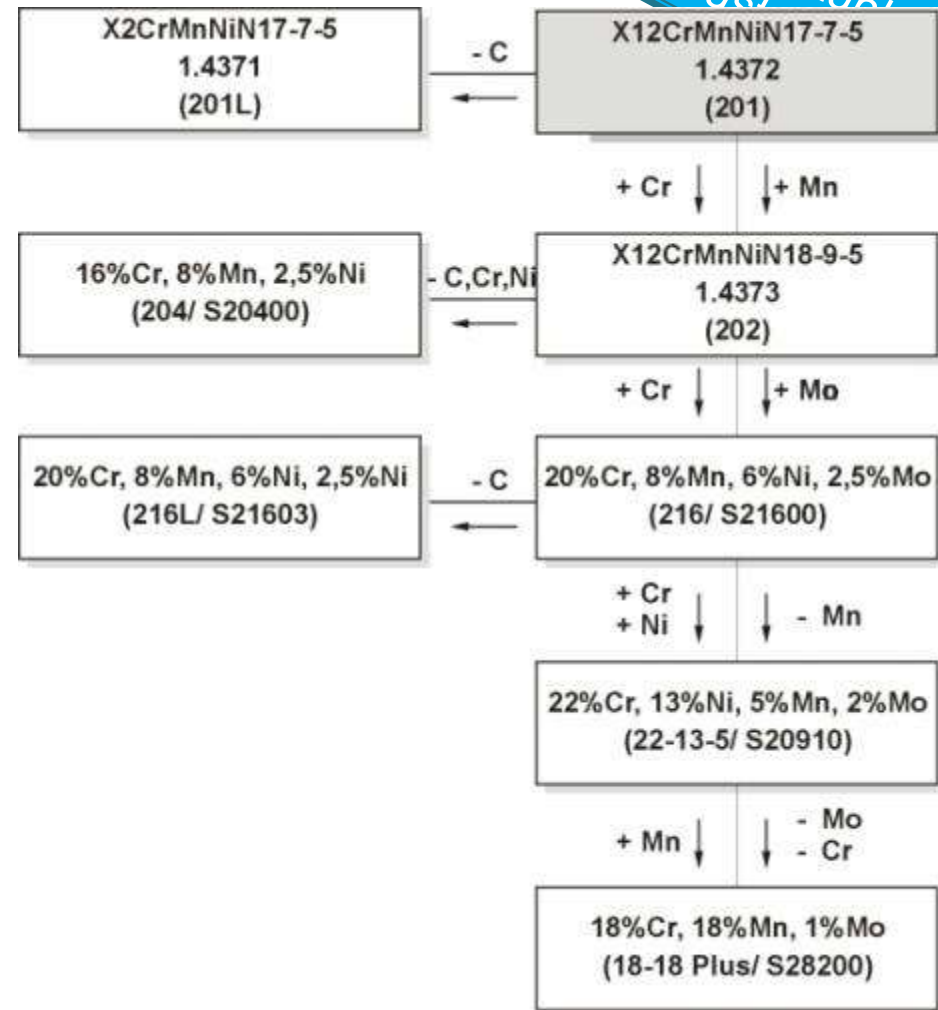 X2CrMnNiN17-7-5
1.4371
(201L)
- C
X12CrMnNiN17-7-5
1.4372
(201)
+ Cr
+ Mn
16%Cr, 8%Mn, 2,5%Ni
(204/ S20400)
- C,Cr,Ni
X12CrMnNiN18-9-5
1.4373
(202)
+ Cr
+ Mo
20%Cr, 8%Mn, 6%Ni, 2,5%Ni
(216L/ S21603)
- C
20%Cr, 8%Mn, 6%Ni, 2,5%Mo
(216/ S21600)
+ Cr
+ Ni
- Mn
22%Cr, 13%Ni, 5%Mn, 2%Mo
(22-13-5/ S20910)
+ Mn
- Mo
- Cr
18%Cr, 18%Mn, 1%Mo
(18-18 Plus/ S28200)